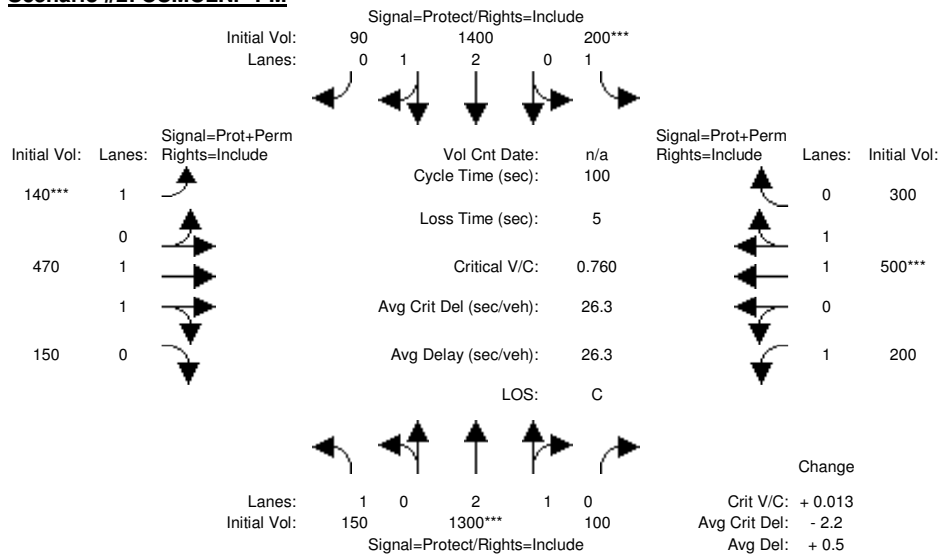 Scenario #2: CUMGENP PM
Signal=Protect/Rights=Include
Initial Vol: 90 1400 200***
Lanes: 0 1 2 0 1
Signal=Prot+Perm
Initial Vol: Lanes: Rights=Include
Vol Cnt Date: n/a
Cycle Time (sec): 100
Signal=Prot+Perm
Rights=Include Lanes: Initial Vol:
140*** 1
0 300
Loss Time (sec): 5
0
1
470 1
Critical V/C: 0.760
1 500***
1
Avg Crit Del (sec/veh): 26.3
0
150 0
Avg Delay (sec/veh): 26.3
1 200
LOS: C
Lanes: 1 0 2 1 0
Initial Vol: 150 1300*** 100
Signal=Protect/Rights=Include
Change
Crit V/C: + 0.013
Avg Crit Del: - 2.2
Avg Del: + 0.5